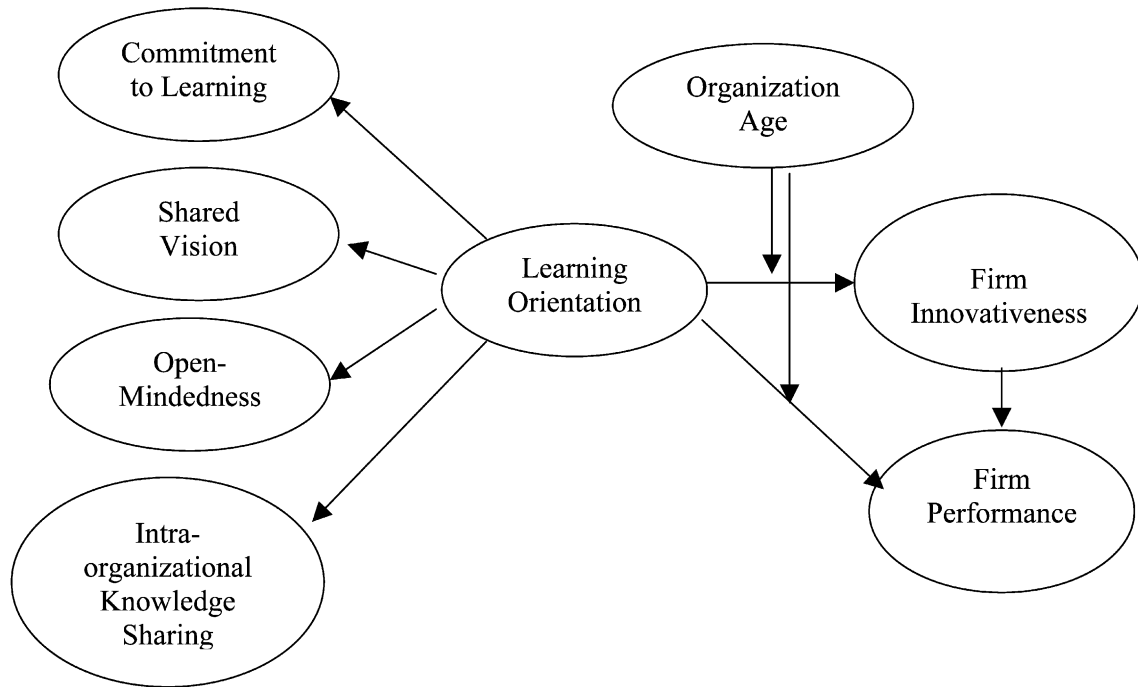 Commitment
to Learning
Organization
Age
Shared
Vision
Learning
Orientation
Firm
Innovativeness
Open-
Mindedness
Firm
Performance
Intra-
organizational
Knowledge
Sharing